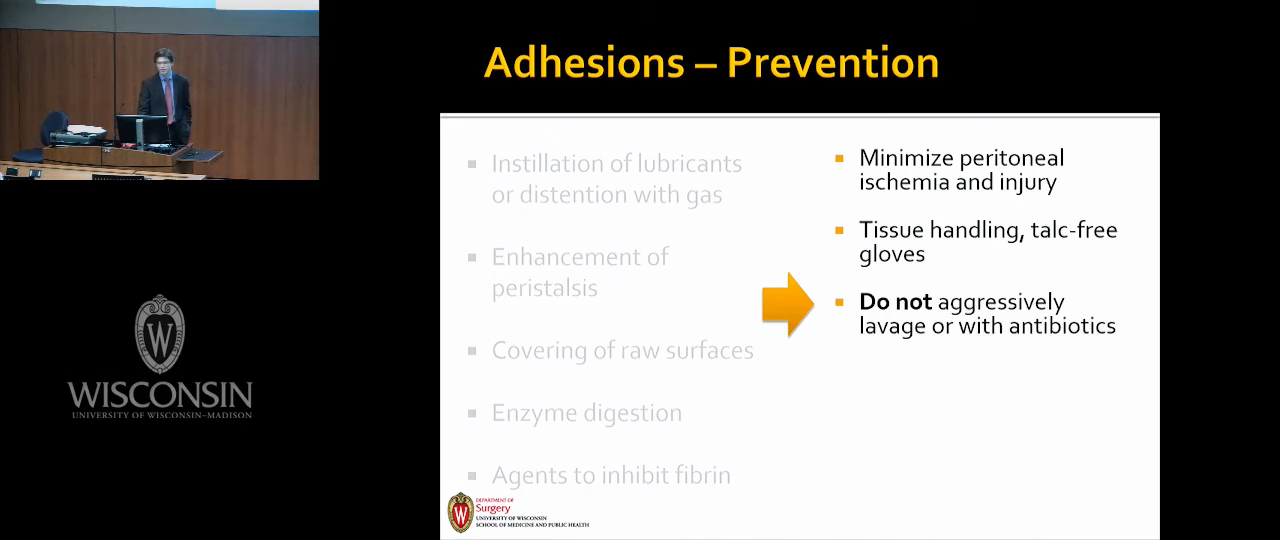 Adhesions – Prevention
Instillation of lubricants
or distention with gas
Enhancement of
peristalsis
Covering of raw surfaces
Enzyme digestion
Agents to inhibit fibrin
Minimize peritoneal
ischemia and injury
Tissue handling, talc-free
gloves
Do not aggressively
lavage or with antibiotics
W
WISCONSIN
UNIVERSITY OF WISCONSIN–MADISON
W
DEPARTMENT OF
Surgery
UNIVERSITY OF WISCONSIN
SCHOOL OF MEDICINE AND PUBLIC HEALTH